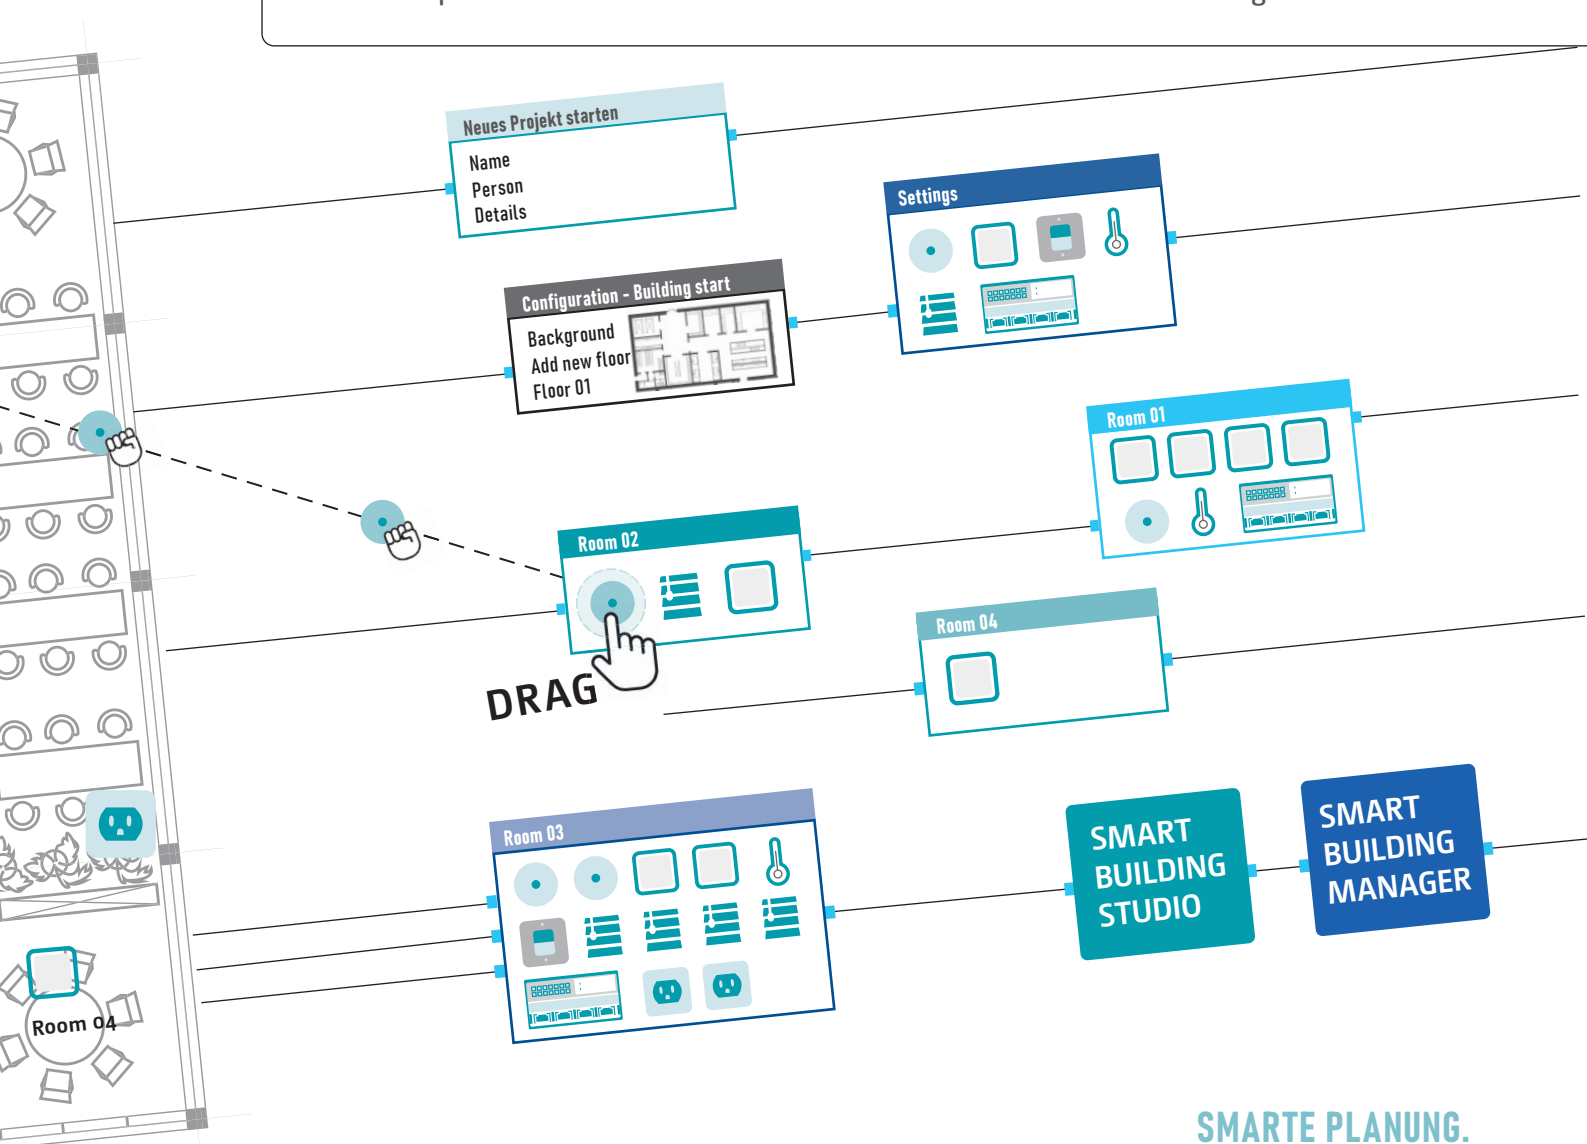 Neues Projekt starten
Name
Person
Details
Settings
Configuration - Building start
Background
Add new floor
Floor 01
Room 01
Room 02
DRAG
Room 04
Room 03
SMART
BUILDING
STUDIO
SMART
BUILDING
MANAGER
Room 04
SMARTE PLANUNG.